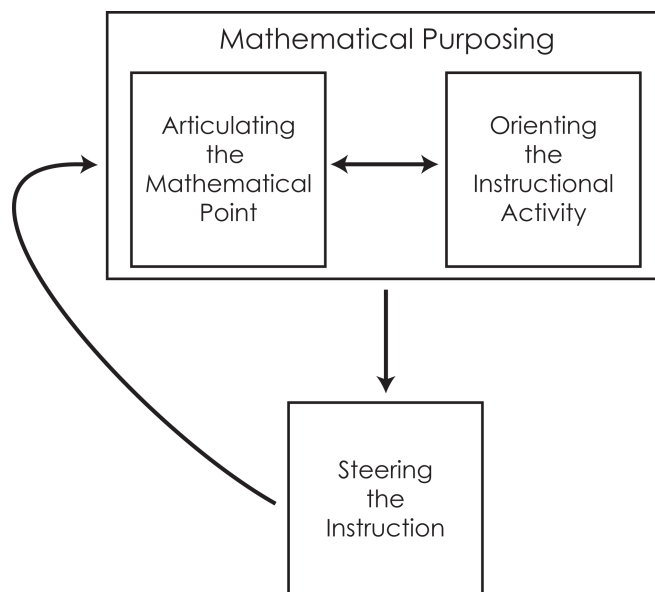 Mathematical Purposing
Articulating
the
Mathematical
Point
Orienting
the
Instructional
Activity
Steering
the
Instruction